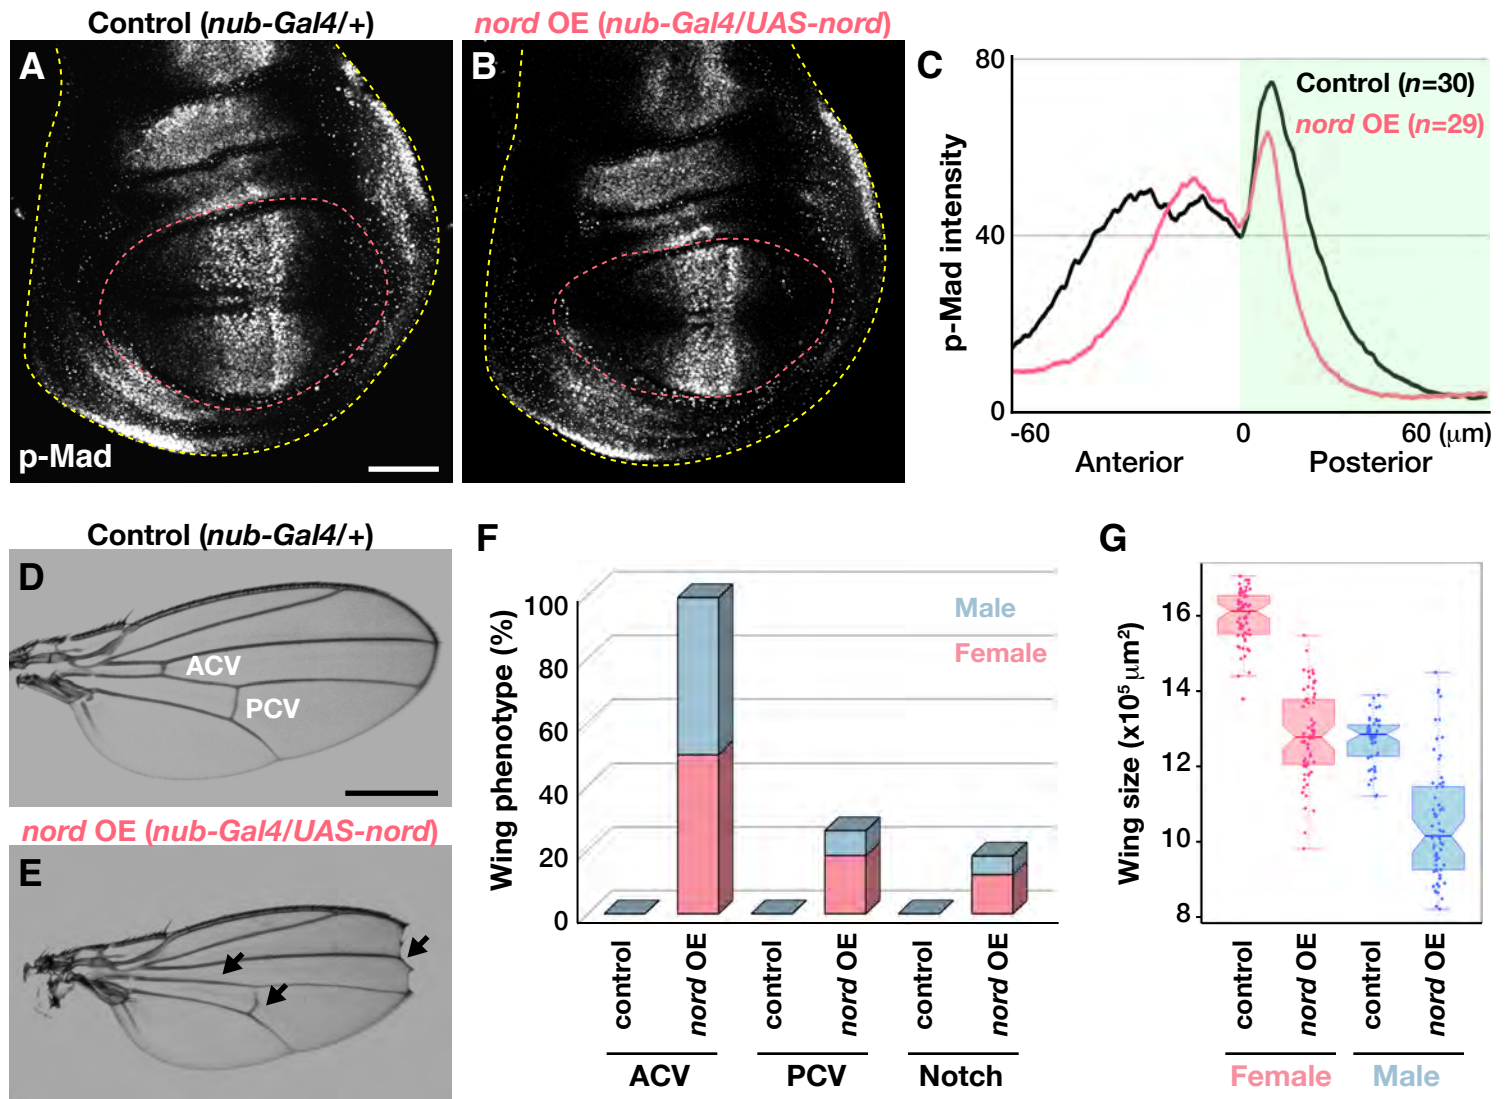 Control (nub-Gal4/+)
nord OE (nub-Gal4/UAS-nord)
A
p-Mad
B
C
p-Mad intensity
80
40
0
Control (n=30)
nord OE (n=29)
-60
0
60 (μm)
Anterior
Posterior
Control (nub-Gal4/+)
D
ACV
PCV
nord OE (nub-Gal4/UAS-nord)
E
F
Wing phenotype (%)
100
80
60
40
20
0
Male
Female
control
nord OE
control
nord OE
control
nord OE
ACV
PCV
Notch
G
Wing size (x10⁵ μm²)
16
14
12
10
8
control
nord OE
control
nord OE
Female
Male